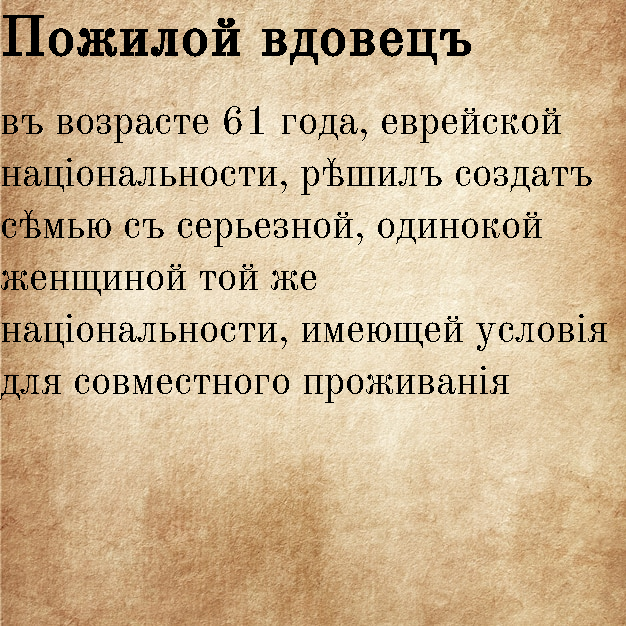 Пожилой вдовецъ
въ возрасте 61 года, еврейской
національности, рѣшилъ создатъ
сѣмью съ серьезной, одинокой
женщиной той же
національности, имеющей условія
для совместного проживанія